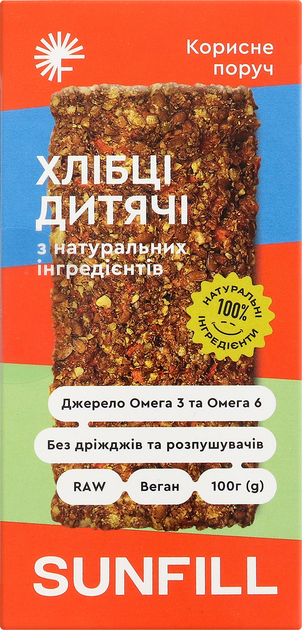 Корисне
поруч
ХЛІБЦІ
ДИТЯЧІ
з натуральних
інгредієнтів
НАТУРАЛЬНІ
100%
ІНГРЕДІЄНТИ
Джерело Омега 3 та Омега 6
Без дріжджів та розпушувачів
RAW
Веган
100г (g)
SUNFILL